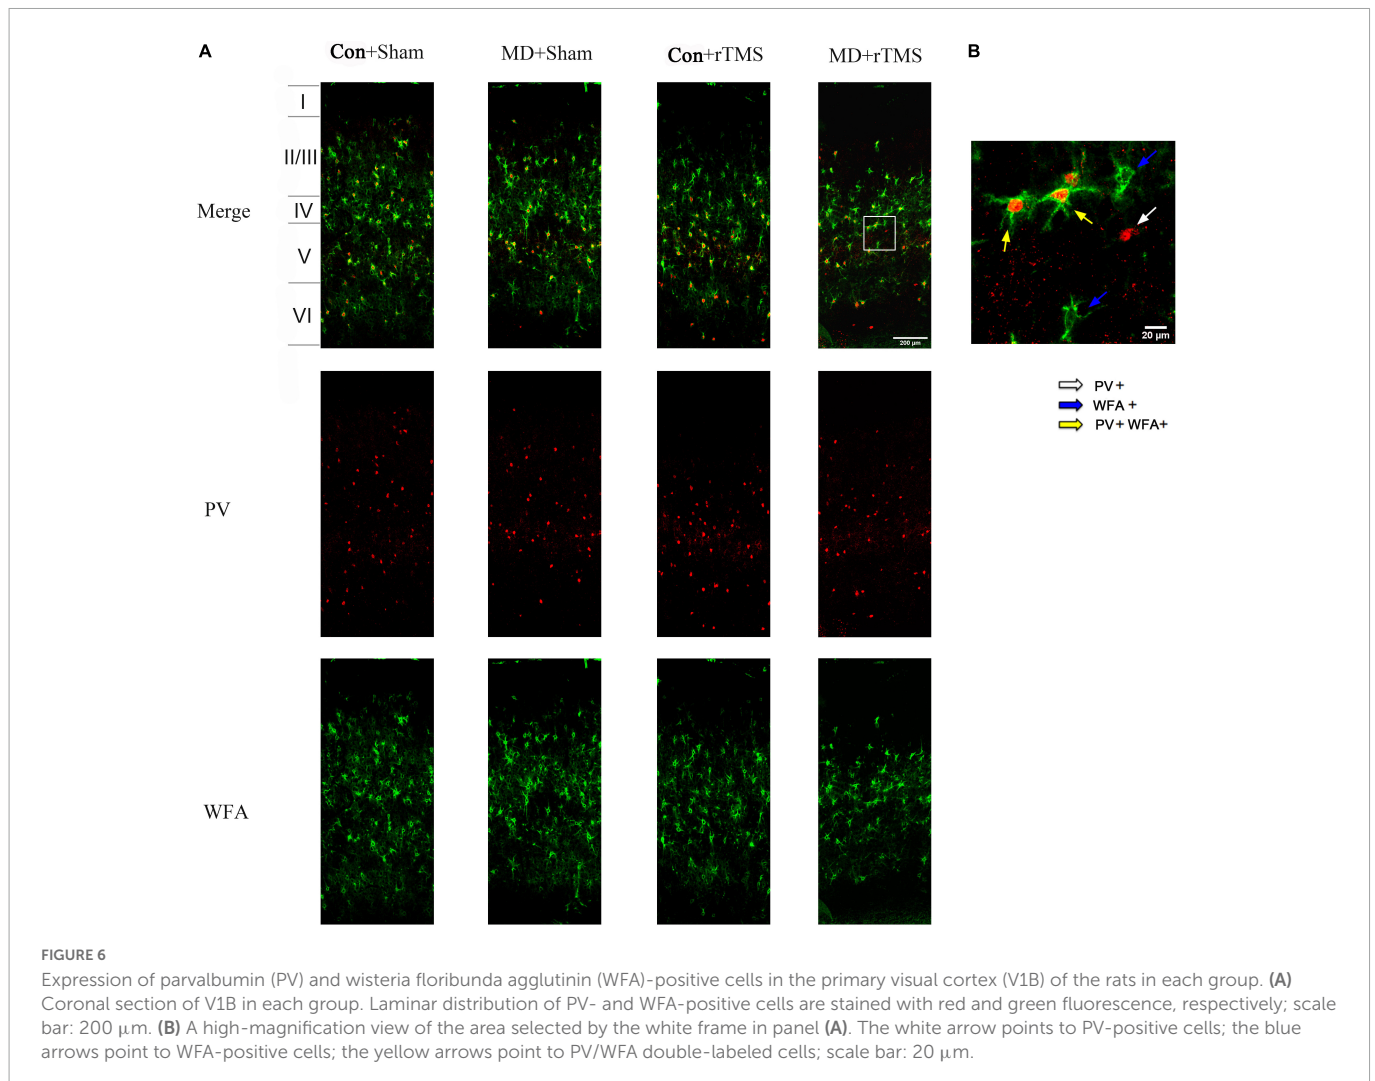 A
Con+Sham
MD+Sham
Con+rTMS
MD+rTMS
B
I
II/III
IV
V
VI
Merge
200 µm
20 µm
PV+
WFA +
PV+ WFA+
PV
WFA
FIGURE 6
Expression of parvalbumin (PV) and wisteria floribunda agglutinin (WFA)-positive cells in the primary visual cortex (V1B) of the rats in each group. (A)
Coronal section of V1B in each group. Laminar distribution of PV- and WFA-positive cells are stained with red and green fluorescence, respectively; scale
bar: 200 μm. (B) A high-magnification view of the area selected by the white frame in panel (A). The white arrow points to PV-positive cells; the blue
arrows point to WFA-positive cells; the yellow arrows point to PV/WFA double-labeled cells; scale bar: 20 μm.